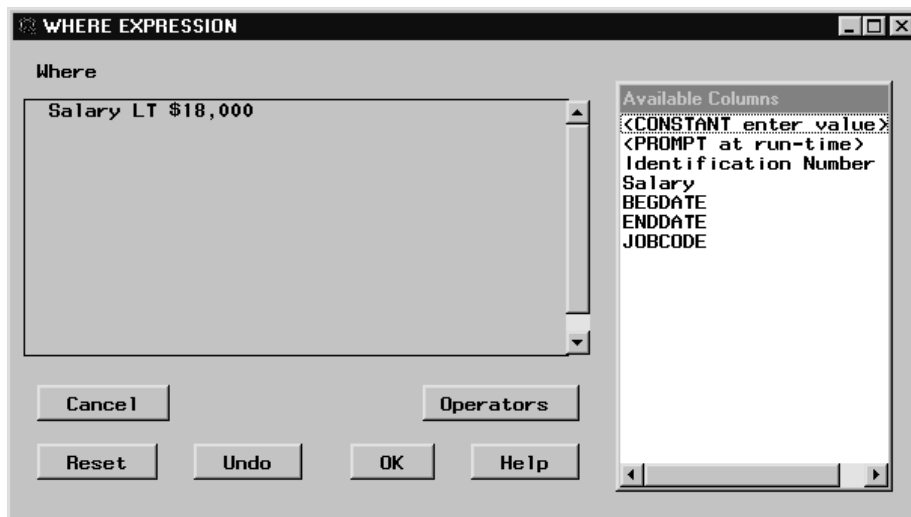 WHERE EXPRESSION
Where
Salary LT $18,000
Available Columns
<CONSTANT enter value>
<PROMPT at run-time>
Identification Number
Salary
BEGDATE
ENDDATE
JOBCODE
Cancel
Operators
Reset
Undo
OK
Help